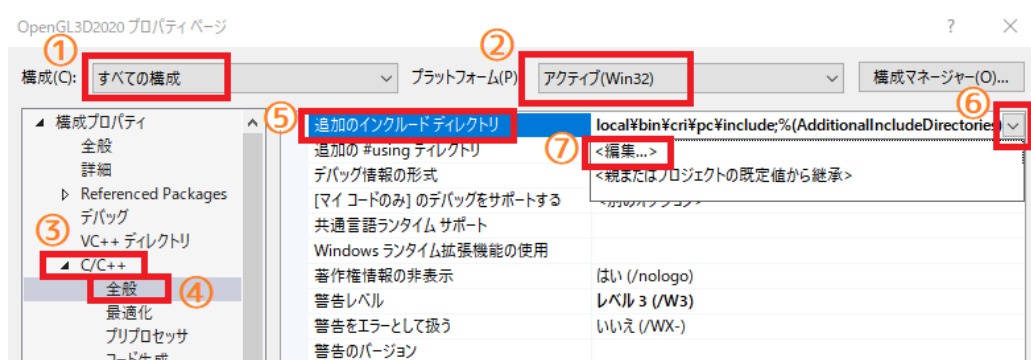 OpenGL3D2020 プロパティ ページ
? ×
① ②
構成(C): すべての構成 プラットフォーム(P) アクティブ(Win32) 構成マネージャー(O)...
③
④
⑤
⑥
⑦
構成プロパティ
全般
詳細
Referenced Packages
デバッグ
VC++ ディレクトリ
C/C++
全般
最適化
プリプロセッサ
コード生成
追加のインクルード ディレクトリ local¥bin¥cri¥pc¥include;%(AdditionalIncludeDirectories)
追加の #using ディレクトリ <編集...>
デバッグ情報の形式 <親またはプロジェクトの既定値から継承>
[マイ コードのみ] のデバッグをサポートする
共通言語ランタイム サポート
Windows ランタイム拡張機能の使用
著作権情報の非表示 はい (/nologo)
警告レベル レベル 3 (/W3)
警告をエラーとして扱う いいえ (/WX-)
警告のバージョン